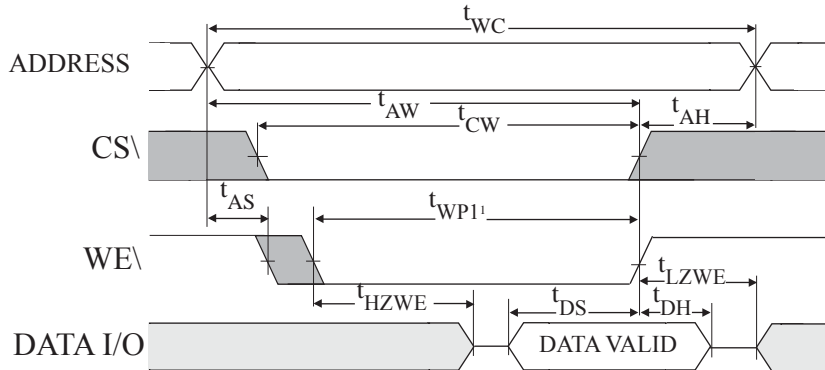 tWC
ADDRESS
tAW
tCW
tAH
CS\
tAS
tWP1¹
WE\
tLZWE
tHZWE
tDS
tDH
DATA I/O
DATA VALID